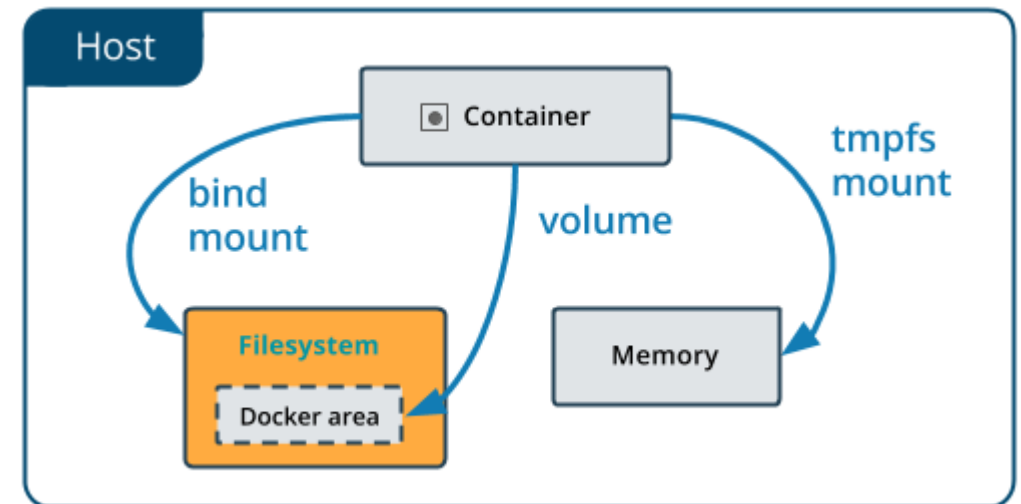 Host
Container
bind
mount
volume
tmpfs
mount
Filesystem
Docker area
Memory